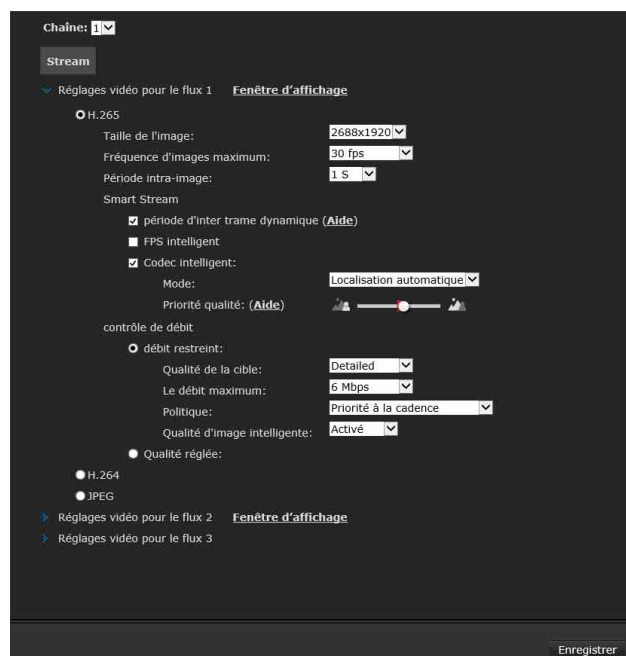 Chaîne: 1
Stream
Réglages vidéo pour le flux 1 Fenêtre d'affichage
H.265
Taille de l'image: 2688x1920
Fréquence d'images maximum: 30 fps
Période intra-image: 1 S
Smart Stream
période d'inter trame dynamique (Aide)
FPS intelligent
Codec intelligent:
Mode: Localisation automatique
Priorité qualité: (Aide)
contrôle de débit
débit restreint:
Qualité de la cible: Detailed
Le débit maximum: 6 Mbps
Politique: Priorité à la cadence
Qualité d'image intelligente: Activé
Qualité réglée:
H.264
JPEG
Réglages vidéo pour le flux 2 Fenêtre d'affichage
Réglages vidéo pour le flux 3
Enregistrer